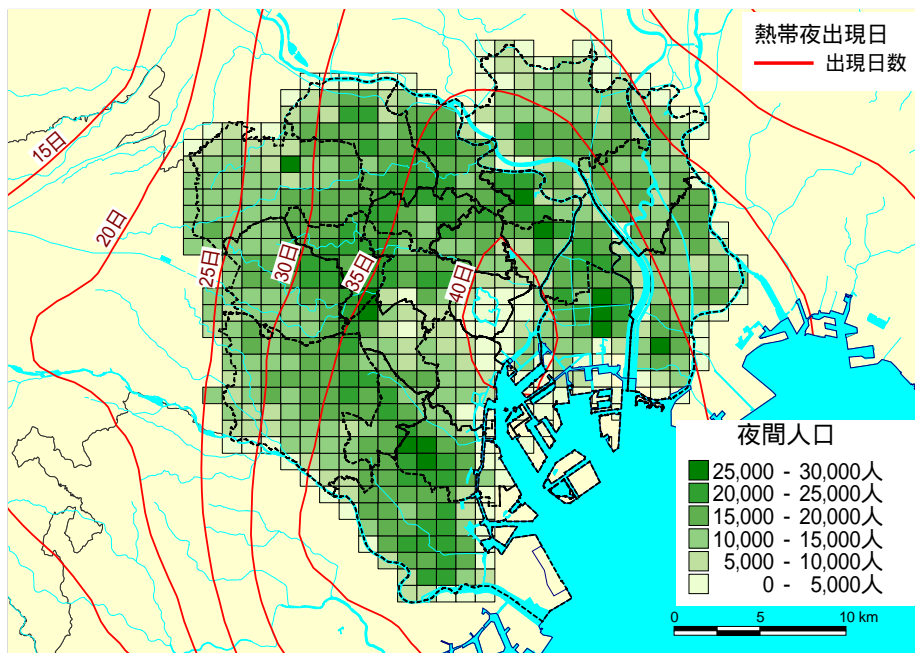 熱帯夜出現日
出現日数
15日
20日
25日
30日
35日
40日
夜間人口
25,000 - 30,000人
20,000 - 25,000人
15,000 - 20,000人
10,000 - 15,000人
5,000 - 10,000人
0 - 5,000人
0 5 10 km